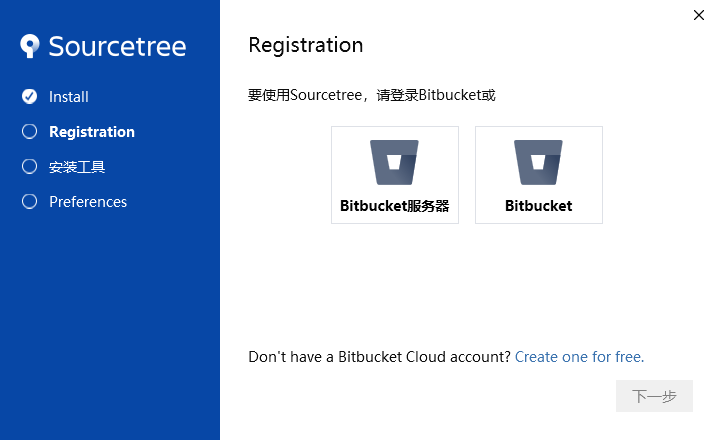 Sourcetree
Install
Registration
安装工具
Preferences
Registration
要使用Sourcetree，请登录Bitbucket或
Bitbucket服务器
Bitbucket
Don't have a Bitbucket Cloud account? Create one for free.
下一步